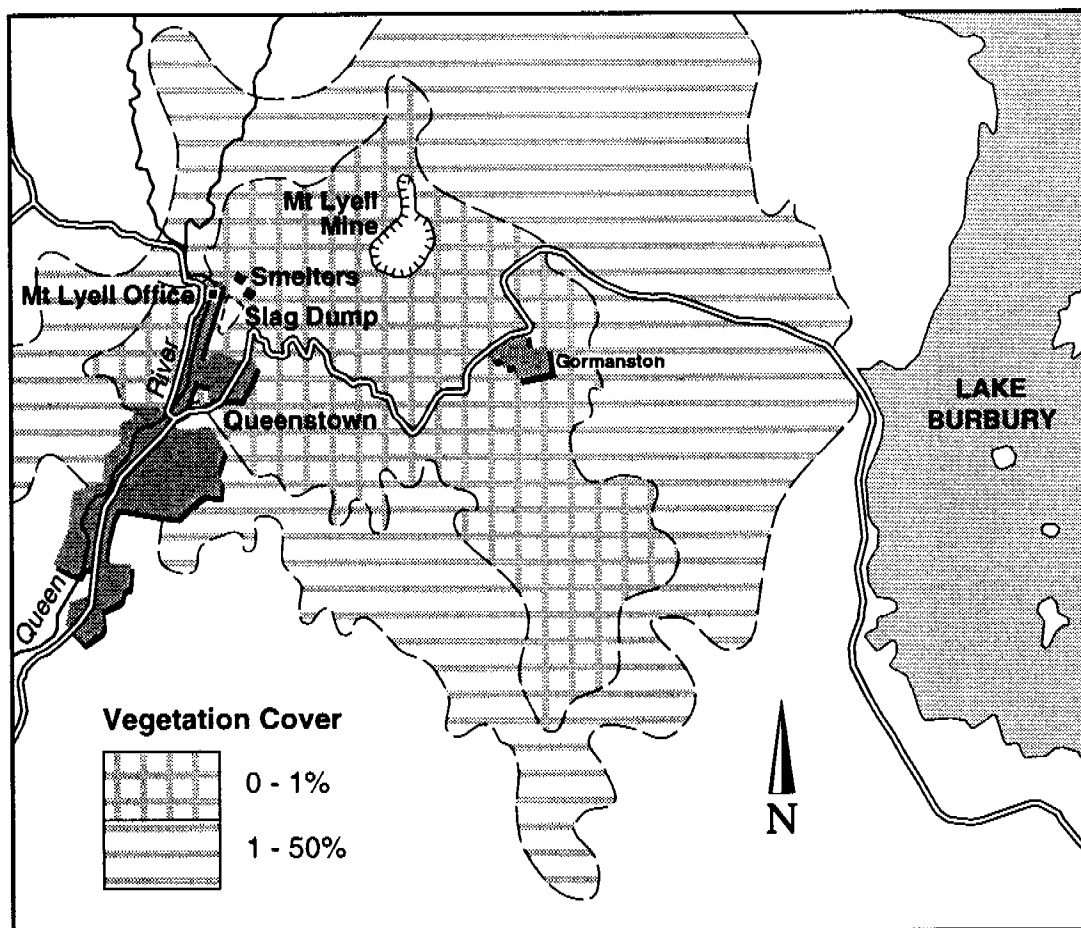 Mt Lyell
Mine
Smelters
Mt Lyell Office
Slag Dump
River
Gormanston
Queenstown
LAKE
BURBURY
Queen
Vegetation Cover
0 - 1%
1 - 50%
N